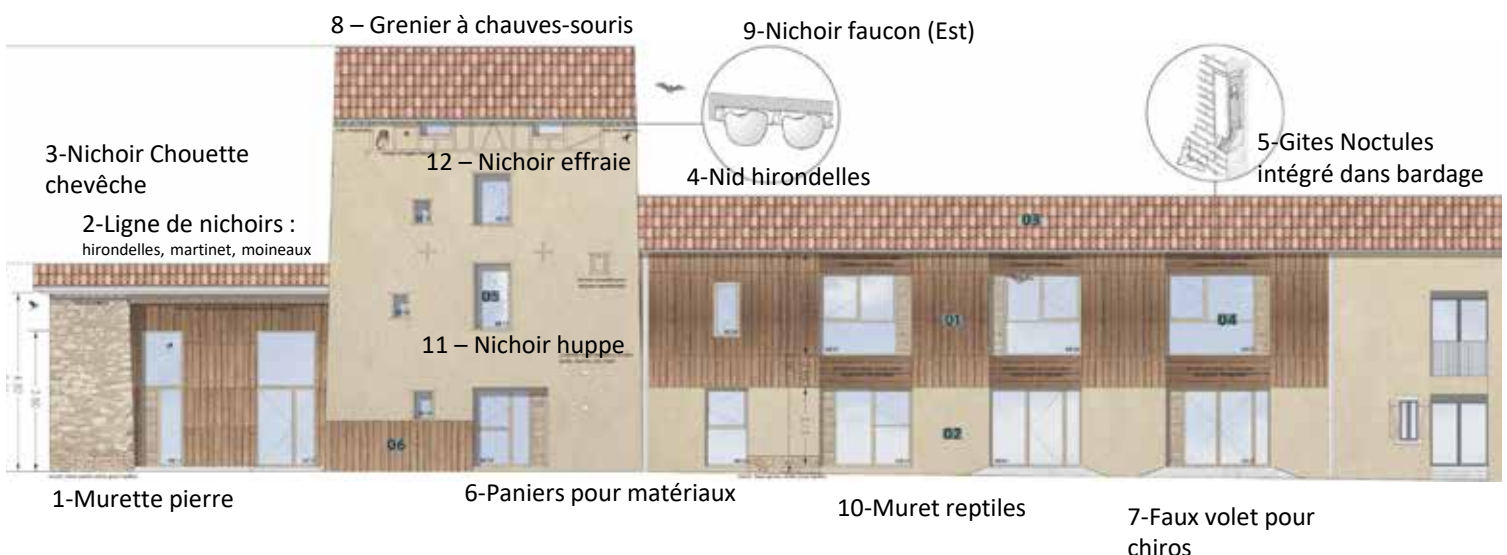 8 – Grenier à chauves-souris
9-Nichoir faucon (Est)
3-Nichoir Chouette
chevêche
12 – Nichoir effraie
4-Nid hirondelles
5-Gites Noctules
intégré dans bardage
2-Ligne de nichoirs :
hirondelles, martinet, moineaux
03
05
01
04
11 – Nichoir huppe
06
02
1-Murette pierre
6-Paniers pour matériaux
10-Muret reptiles
7-Faux volet pour
chiros